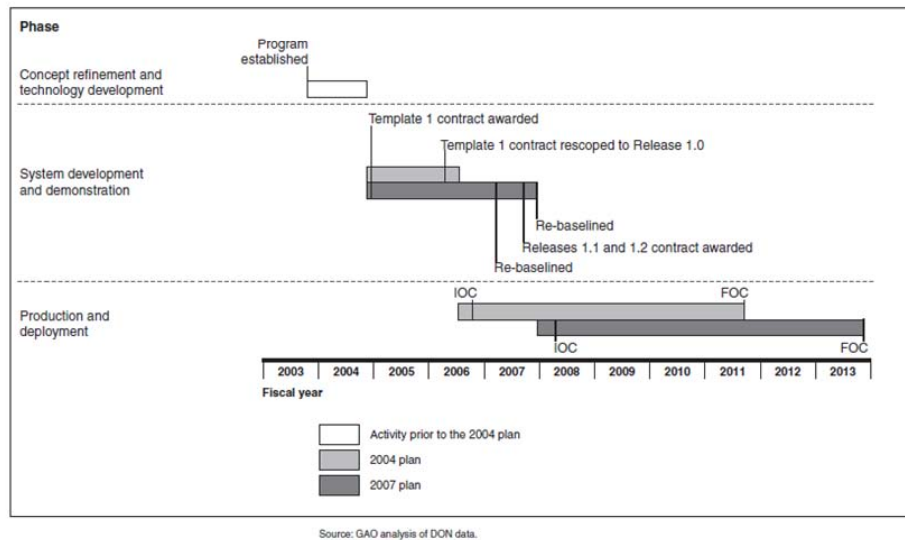 Phase
Program
established
Concept refinement and
technology development
Template 1 contract awarded
Template 1 contract rescoped to Release 1.0
System development
and demonstration
Re-baselined
Releases 1.1 and 1.2 contract awarded
Re-baselined
IOC
FOC
Production and
deployment
IOC
FOC
2003 2004 2005 2006 2007 2008 2009 2010 2011 2012 2013
Fiscal year
Activity prior to the 2004 plan
2004 plan
2007 plan
Source: GAO analysis of DON data.